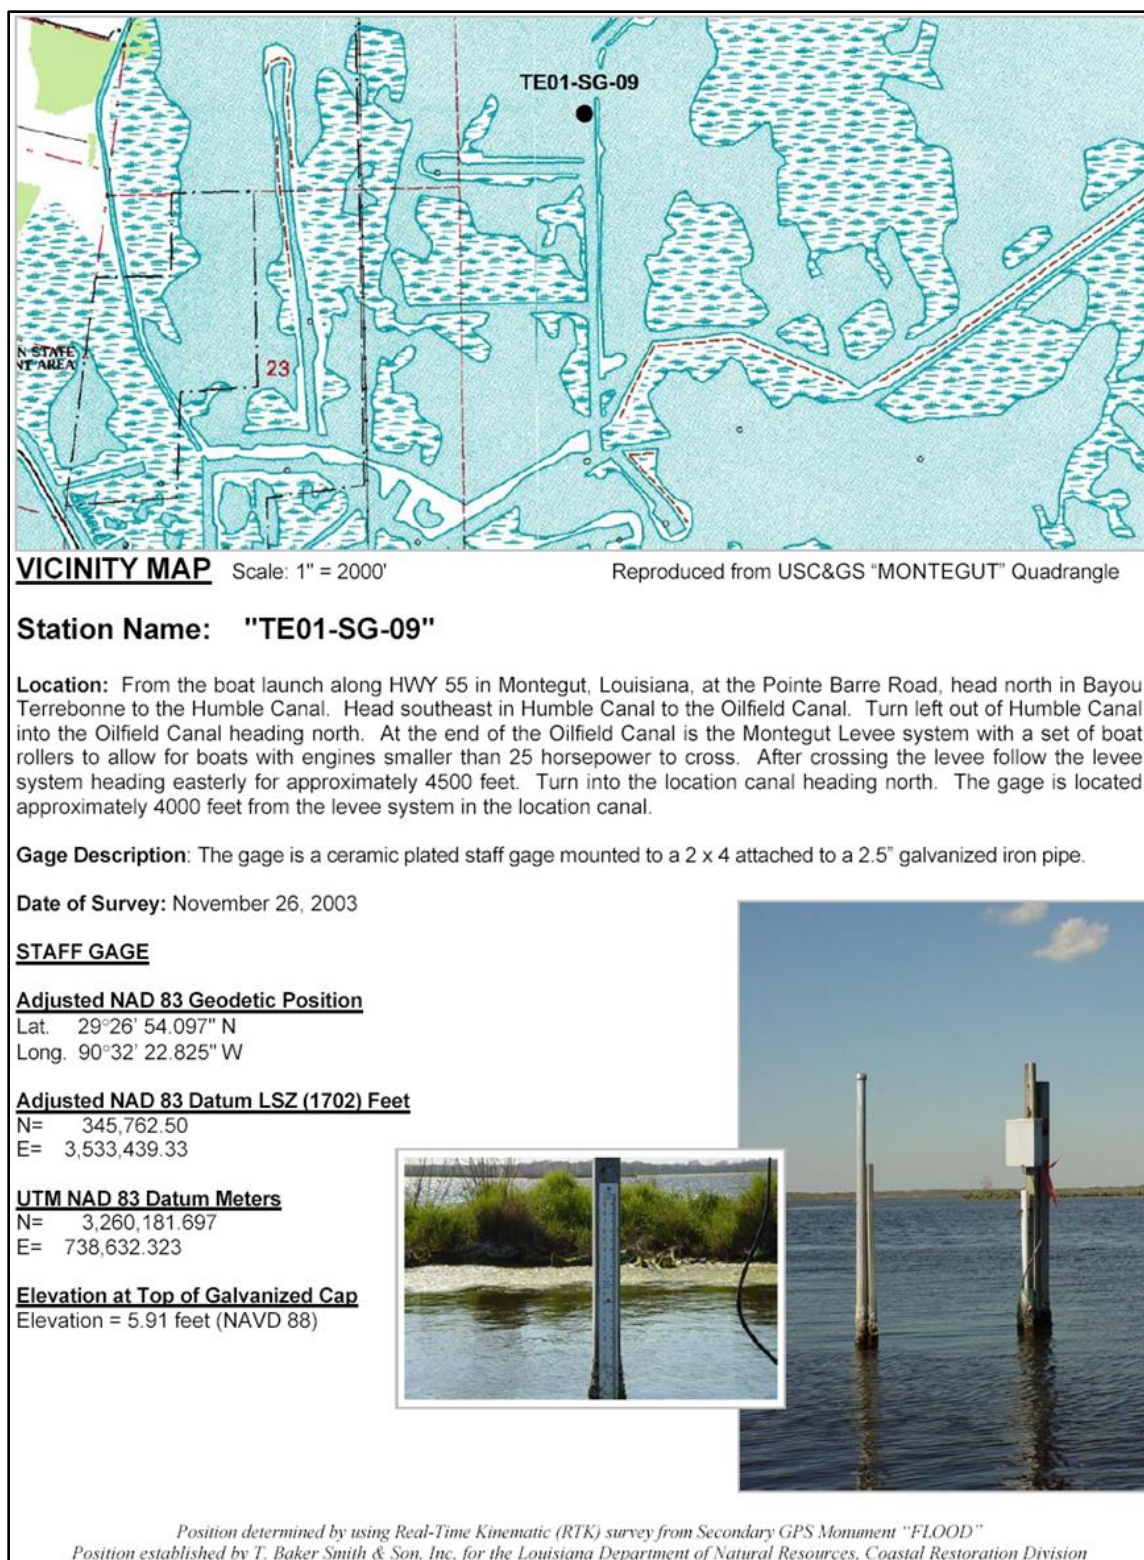 TE01-SG-09
N STATE
NT AREA
23
VICINITY MAP Scale: 1" = 2000' Reproduced from USC&GS "MONTEGUT" Quadrangle
Station Name: "TE01-SG-09"
Location: From the boat launch along HWY 55 in Montegut, Louisiana, at the Pointe Barre Road, head north in Bayou
Terrebonne to the Humble Canal. Head southeast in Humble Canal to the Oilfield Canal. Turn left out of Humble Canal
into the Oilfield Canal heading north. At the end of the Oilfield Canal is the Montegut Levee system with a set of boat
rollers to allow for boats with engines smaller than 25 horsepower to cross. After crossing the levee follow the levee
system heading easterly for approximately 4500 feet. Turn into the location canal heading north. The gage is located
approximately 4000 feet from the levee system in the location canal.
Gage Description: The gage is a ceramic plated staff gage mounted to a 2 x 4 attached to a 2.5" galvanized iron pipe.
Date of Survey: November 26, 2003
STAFF GAGE
Adjusted NAD 83 Geodetic Position
Lat. 29°26' 54.097" N
Long. 90°32' 22.825" W
Adjusted NAD 83 Datum LSZ (1702) Feet
N= 345,762.50
E= 3,533,439.33
UTM NAD 83 Datum Meters
N= 3,260,181.697
E= 738,632.323
Elevation at Top of Galvanized Cap
Elevation = 5.91 feet (NAVD 88)
Position determined by using Real-Time Kinematic (RTK) survey from Secondary GPS Monument "FLOOD"
Position established by T. Baker Smith & Son, Inc. for the Louisiana Department of Natural Resources, Coastal Restoration Division